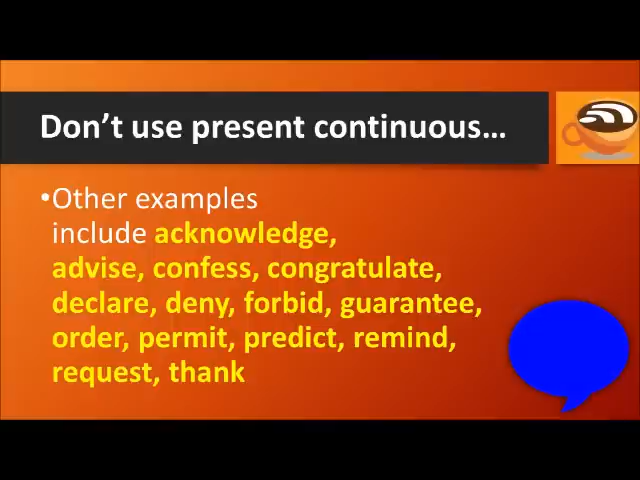 Don't use present continuous…
•Other examples
include acknowledge,
advise, confess, congratulate,
declare, deny, forbid, guarantee,
order, permit, predict, remind,
request, thank